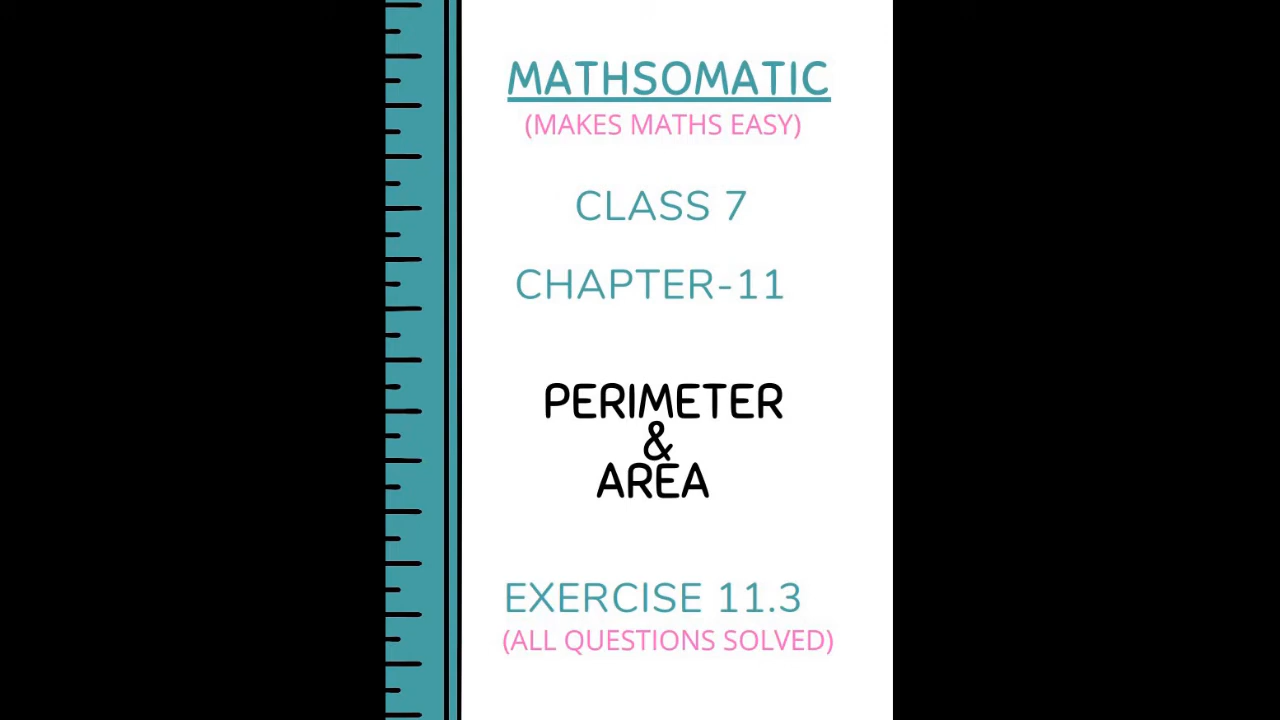 MATHSOMATIC
(MAKES MATHS EASY)
CLASS 7
CHAPTER-11
PERIMETER
&
AREA
EXERCISE 11.3
(ALL QUESTIONS SOLVED)